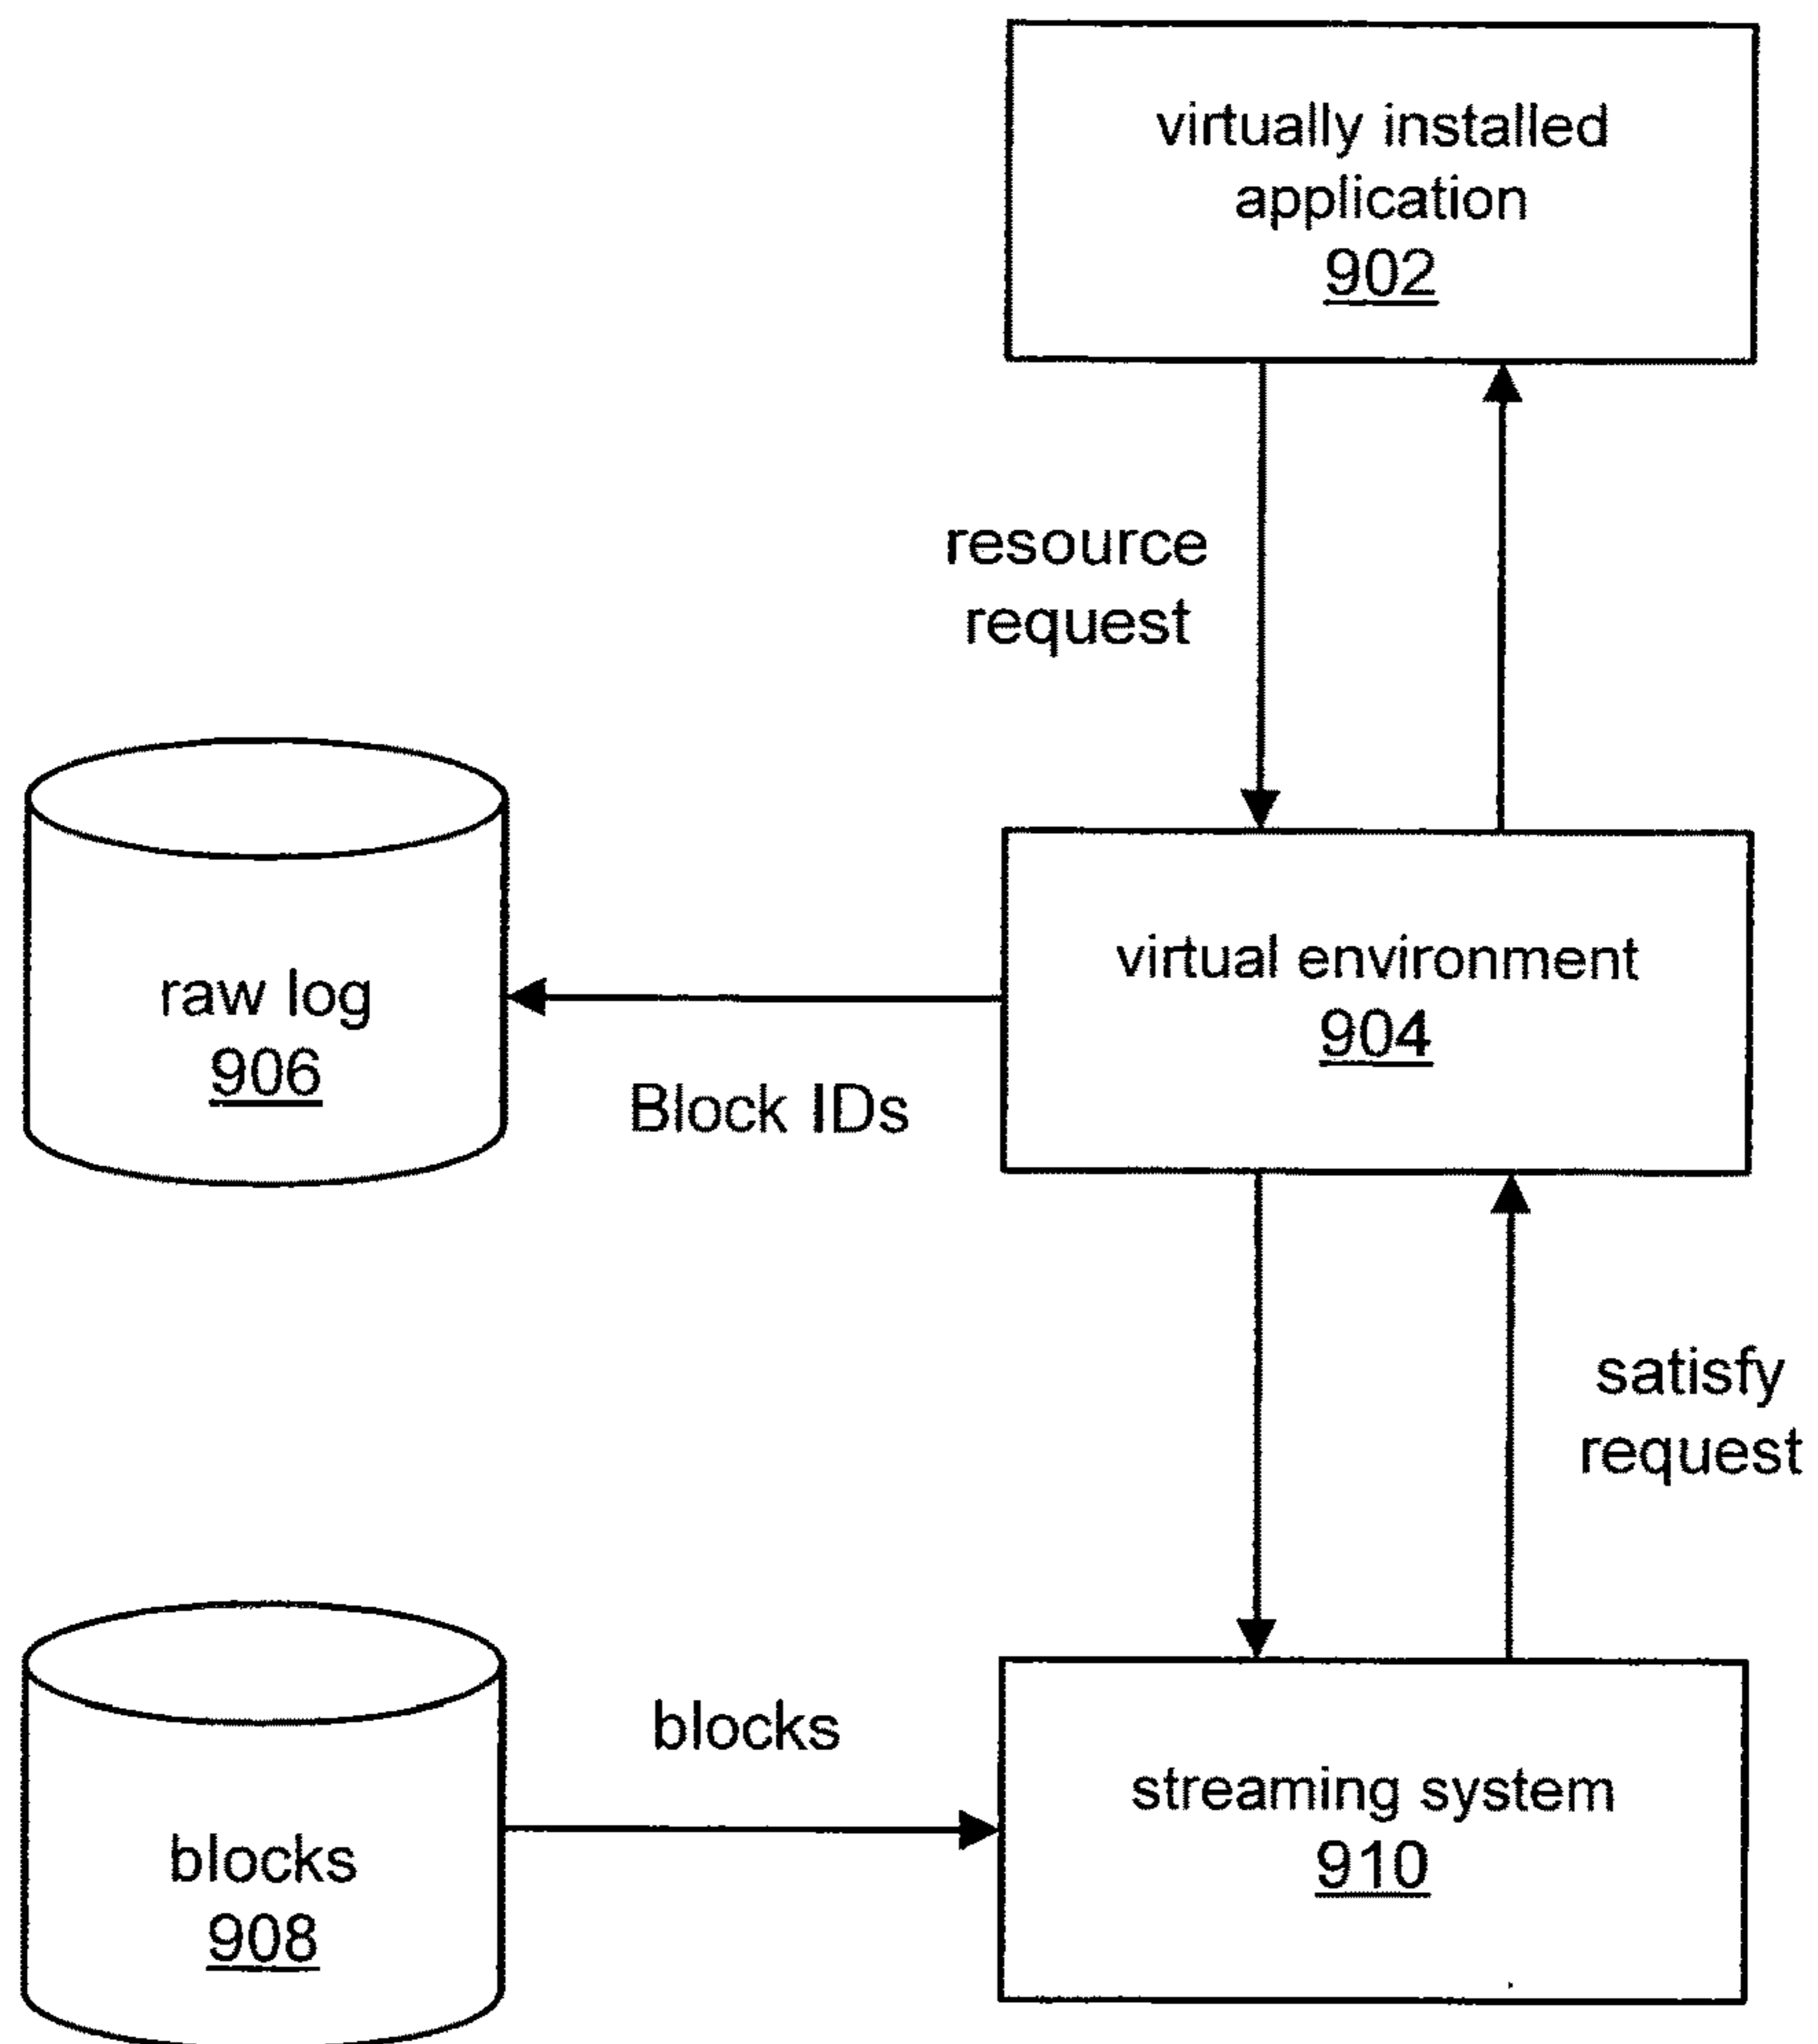 virtually installed
application
902
resource
request
virtual environment
904
raw log
906
Block IDs
satisfy
request
blocks
streaming system
910
blocks
908